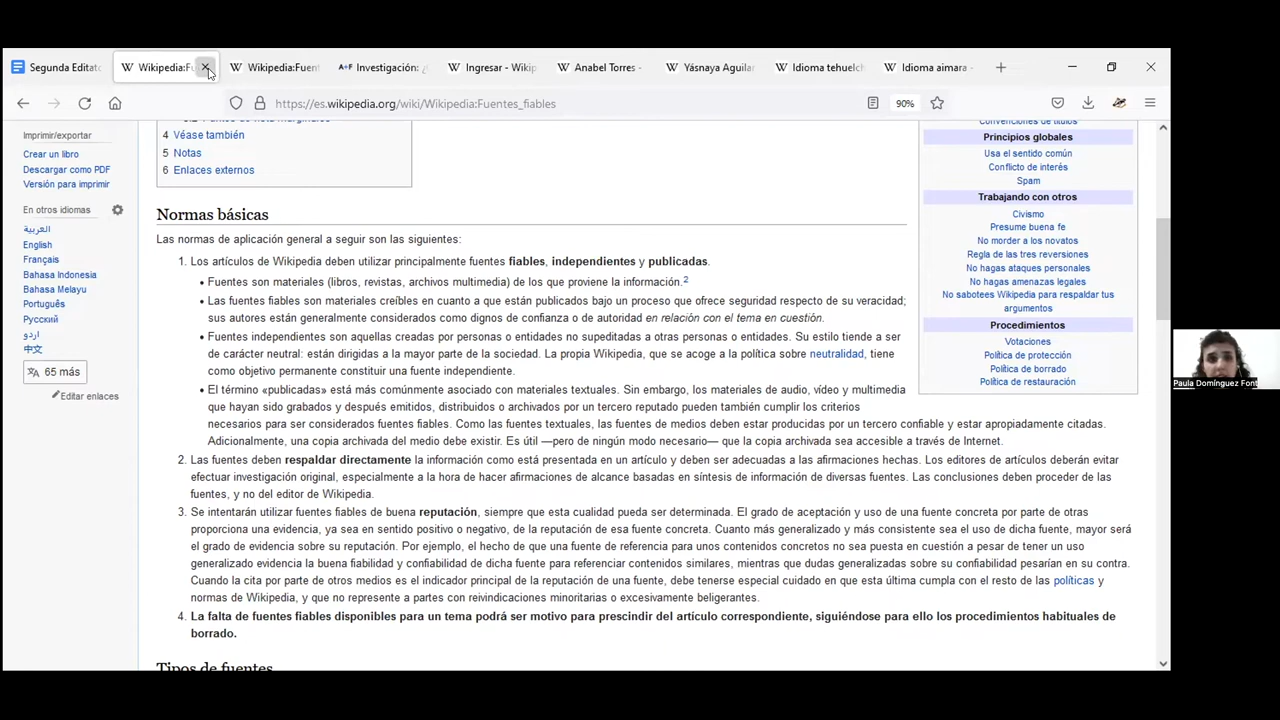 Segunda Editato
Wikipedia:Fu
Wikipedia:Fuent
A+F Investigación: ¿
Ingresar - Wikip
Anabel Torres -
Yásnaya Aguilar
Idioma tehuelch
Idioma aimara -
https://es.wikipedia.org/wiki/Wikipedia:Fuentes_fiables
90%
Imprimir/exportar
Crear un libro
Descargar como PDF
Versión para imprimir
En otros idiomas
العربية
English
Français
Bahasa Indonesia
Bahasa Melayu
Português
Русский
اردو
中文
65 más
Editar enlaces
4 Véase también
5 Notas
6 Enlaces externos
Normas básicas
Las normas de aplicación general a seguir son las siguientes:
1. Los artículos de Wikipedia deben utilizar principalmente fuentes fiables, independientes y publicadas.
• Fuentes son materiales (libros, revistas, archivos multimedia) de los que proviene la información.2
• Las fuentes fiables son materiales creíbles en cuanto a que están publicados bajo un proceso que ofrece seguridad respecto de su veracidad;
sus autores están generalmente considerados como dignos de confianza o de autoridad en relación con el tema en cuestión.
• Fuentes independientes son aquellas creadas por personas o entidades no supeditadas a otras personas o entidades. Su estilo tiende a ser
de carácter neutral: están dirigidas a la mayor parte de la sociedad. La propia Wikipedia, que se acoge a la política sobre neutralidad, tiene
como objetivo permanente constituir una fuente independiente.
• El término «publicadas» está más comúnmente asociado con materiales textuales. Sin embargo, los materiales de audio, vídeo y multimedia
que hayan sido grabados y después emitidos, distribuidos o archivados por un tercero reputado pueden también cumplir los criterios
necesarios para ser considerados fuentes fiables. Como las fuentes textuales, las fuentes de medios deben estar producidas por un tercero confiable y estar apropiadamente citadas.
Adicionalmente, una copia archivada del medio debe existir. Es útil —pero de ningún modo necesario— que la copia archivada sea accesible a través de Internet.
2. Las fuentes deben respaldar directamente la información como está presentada en un artículo y deben ser adecuadas a las afirmaciones hechas. Los editores de artículos deberán evitar
efectuar investigación original, especialmente a la hora de hacer afirmaciones de alcance basadas en síntesis de información de diversas fuentes. Las conclusiones deben proceder de las
fuentes, y no del editor de Wikipedia.
3. Se intentarán utilizar fuentes fiables de buena reputación, siempre que esta cualidad pueda ser determinada. El grado de aceptación y uso de una fuente concreta por parte de otras
proporciona una evidencia, ya sea en sentido positivo o negativo, de la reputación de esa fuente concreta. Cuanto más generalizado y más consistente sea el uso de dicha fuente, mayor será
el grado de evidencia sobre su reputación. Por ejemplo, el hecho de que una fuente de referencia para unos contenidos concretos no sea puesta en cuestión a pesar de tener un uso
generalizado evidencia la buena fiabilidad y confiabilidad de dicha fuente para referenciar contenidos similares, mientras que dudas generalizadas sobre su confiabilidad pesarían en su contra.
Cuando la cita por parte de otros medios es el indicador principal de la reputación de una fuente, debe tenerse especial cuidado en que esta última cumpla con el resto de las políticas y
normas de Wikipedia, y que no represente a partes con reivindicaciones minoritarias o excesivamente beligerantes.
4. La falta de fuentes fiables disponibles para un tema podrá ser motivo para prescindir del artículo correspondiente, siguiéndose para ello los procedimientos habituales de
borrado.
Tipos de fuentes
Convenciones de títulos
Principios globales
Usa el sentido común
Conflicto de interés
Spam
Trabajando con otros
Civismo
Presume buena fe
No morder a los novatos
Regla de las tres reversiones
No hagas ataques personales
No hagas amenazas legales
No sabotees Wikipedia para respaldar tus
argumentos
Procedimientos
Votaciones
Política de protección
Política de borrado
Política de restauración
Paula Domínguez Font